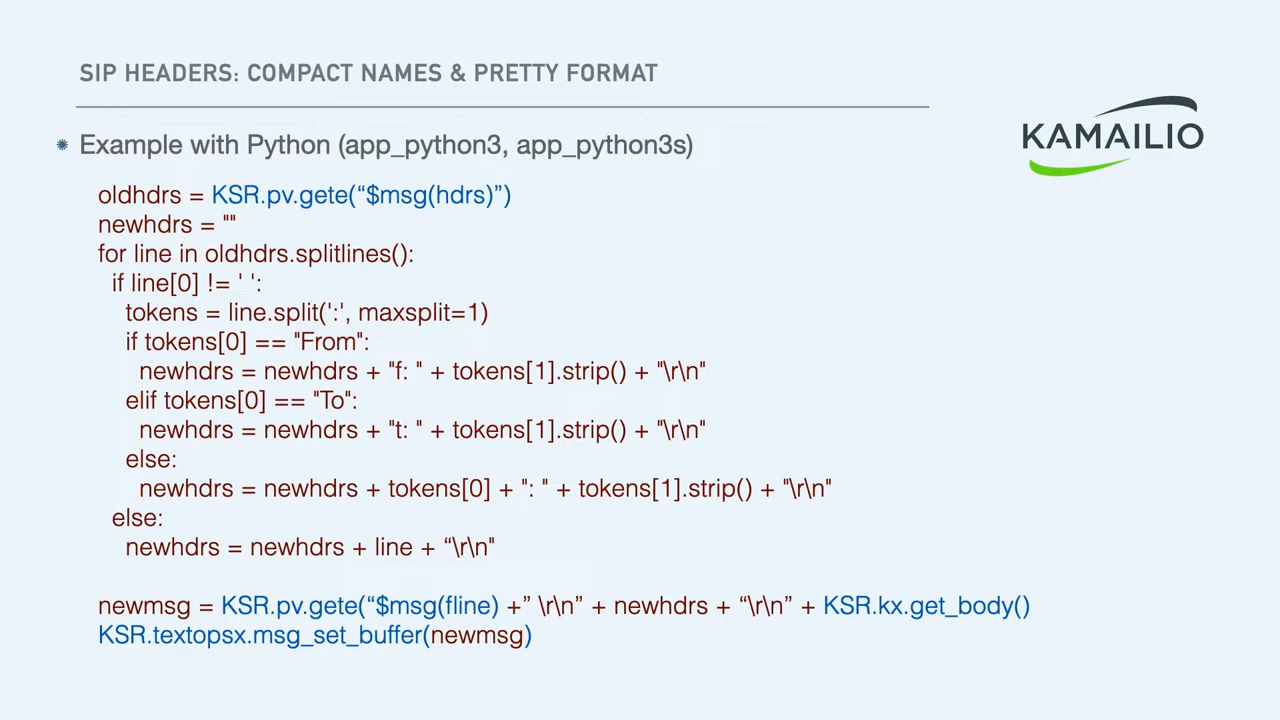 SIP HEADERS: COMPACT NAMES & PRETTY FORMAT
KAMAILIO
Example with Python (app_python3, app_python3s)
oldhdrs = KSR.pv.gete(“$msg(hdrs)”)
newhdrs = ""
for line in oldhdrs.splitlines():
if line[0] != ' ':
tokens = line.split(':', maxsplit=1)
if tokens[0] == "From":
newhdrs = newhdrs + "f: " + tokens[1].strip() + "\r\n"
elif tokens[0] == "To":
newhdrs = newhdrs + "t: " + tokens[1].strip() + "\r\n"
else:
newhdrs = newhdrs + tokens[0] + ": " + tokens[1].strip() + "\r\n"
else:
newhdrs = newhdrs + line + “\r\n"
newmsg = KSR.pv.gete(“$msg(fline) +” \r\n” + newhdrs + “\r\n” + KSR.kx.get_body()
KSR.textopsx.msg_set_buffer(newmsg)